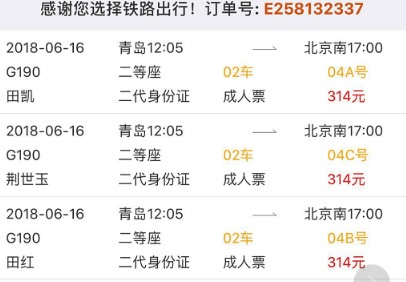 感谢您选择铁路出行！订单号: E258132337
2018-06-16 青岛12:05 北京南17:00
G190 二等座 02车 04A号
田凯 二代身份证 成人票 314元
2018-06-16 青岛12:05 北京南17:00
G190 二等座 02车 04C号
荆世玉 二代身份证 成人票 314元
2018-06-16 青岛12:05 北京南17:00
G190 二等座 02车 04B号
田红 二代身份证 成人票 314元